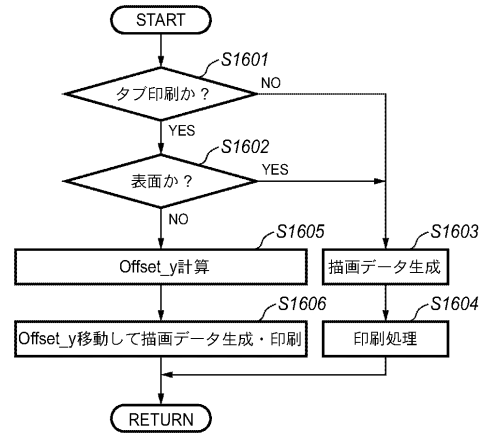 START
S1601
タブ印刷か?
NO
YES
S1602
表面か?
YES
NO
S1605
Offset_y計算
S1603
描画データ生成
S1606
Offset_y移動して描画データ生成・印刷
S1604
印刷処理
RETURN